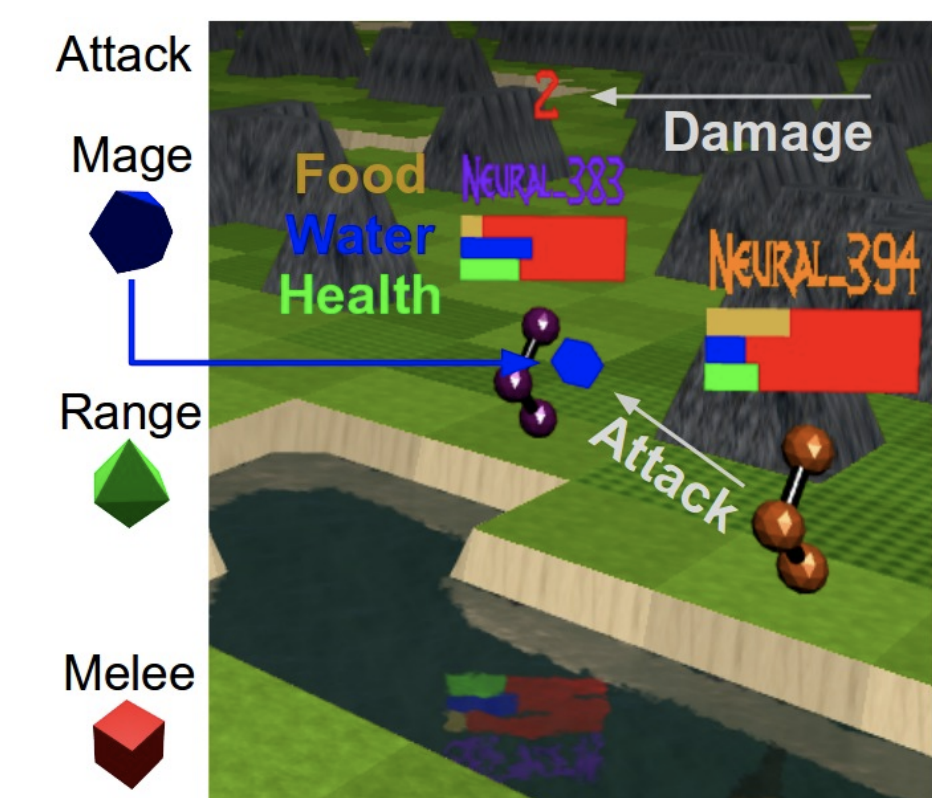 Attack
Mage
Range
Melee
2
Damage
Food
Water
Health
NEURAL_383
NEURAL_394
Attack